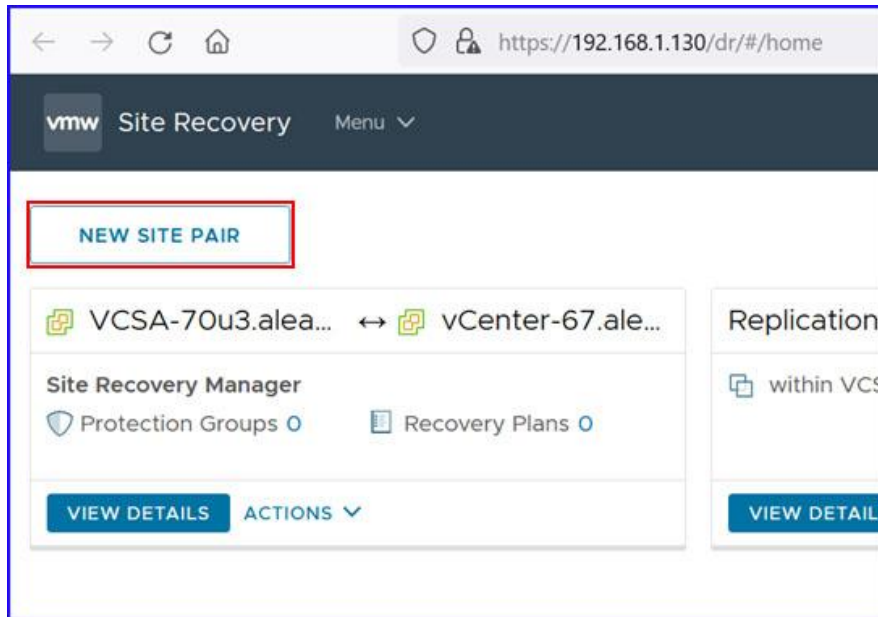 https://192.168.1.130/dr/#/home
vmw Site Recovery Menu
NEW SITE PAIR
VCSA-70u3.alea... ↔ vCenter-67.ale...
Site Recovery Manager
Protection Groups 0 Recovery Plans 0
VIEW DETAILS ACTIONS
Replication
within VCS
VIEW DETAIL